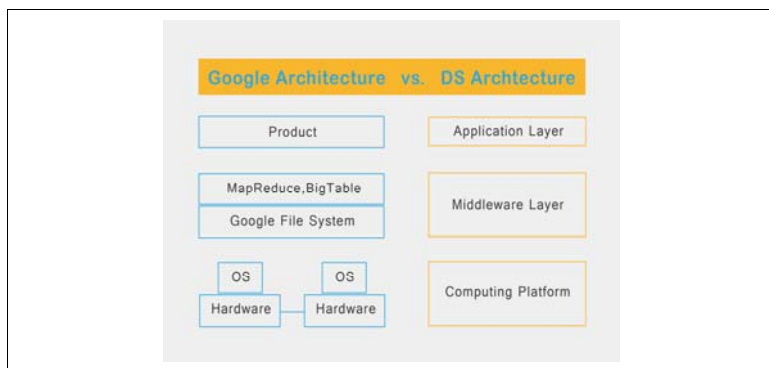 Google Architecture vs. DS Archtecture
Product
Application Layer
MapReduce,BigTable
Google File System
Middleware Layer
OS
OS
Hardware
Hardware
Computing Platform